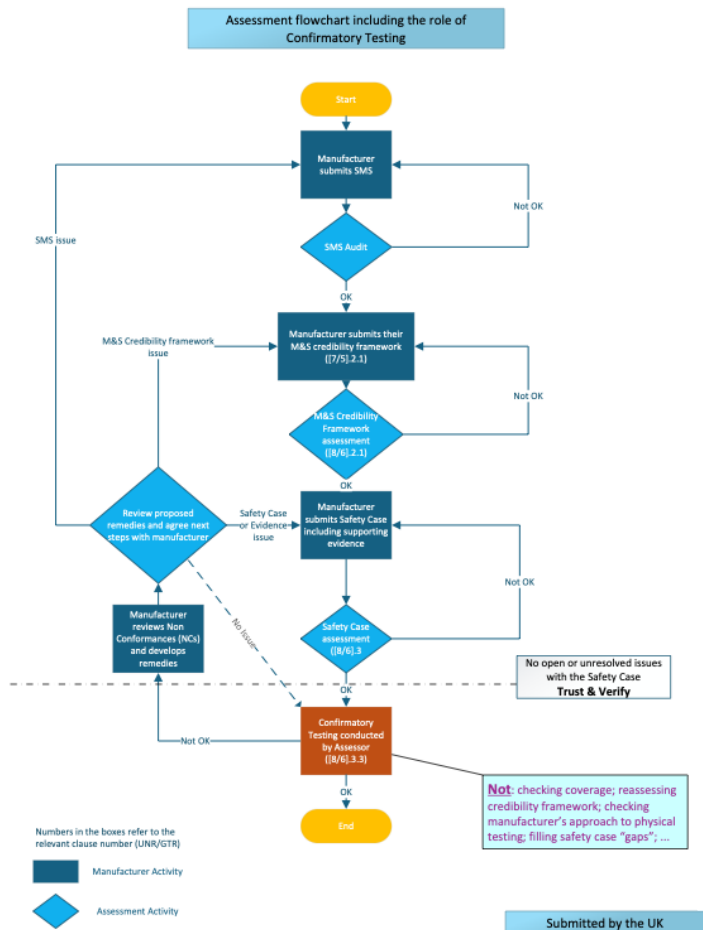 Assessment flowchart including the role of
Confirmatory Testing
Start
Manufacturer
submits SMS
Not OK
SMS issue
SMS Audit
OK
Manufacturer submits their
M&S credibility framework
([7/5].2.1)
M&S Credibility framework
issue
Not OK
M&S Credibility
Framework
assessment
([8/6].2.1)
OK
Manufacturer
submits Safety Case
including supporting
evidence
Safety Case
or Evidence
issue
Review proposed
remedies and agree next
steps with manufacturer
Not OK
Manufacturer
reviews Non
Conformances (NCs)
and develops
remedies
No Issue
Safety Case
assessment
([8/6].3
No open or unresolved issues
with the Safety Case
Trust & Verify
OK
Confirmatory
Testing conducted
by Assessor
([8/6].3.3)
Not OK
OK
Not: checking coverage; reassessing
credibility framework; checking
manufacturer's approach to physical
testing; filling safety case "gaps"; ...
End
Numbers in the boxes refer to the
relevant clause number (UNR/GTR)
Manufacturer Activity
Assessment Activity
Submitted by the UK